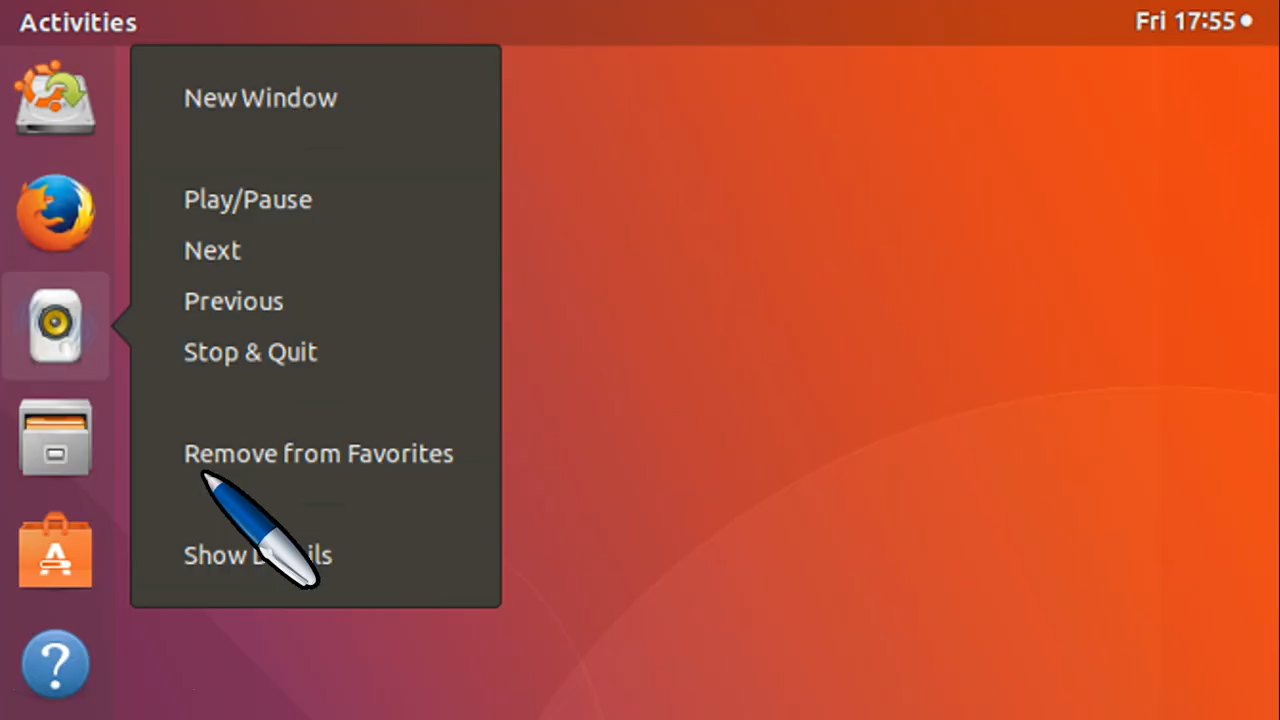 Activities
Fri 17:55
New Window
Play/Pause
Next
Previous
Stop & Quit
Remove from Favorites
Show